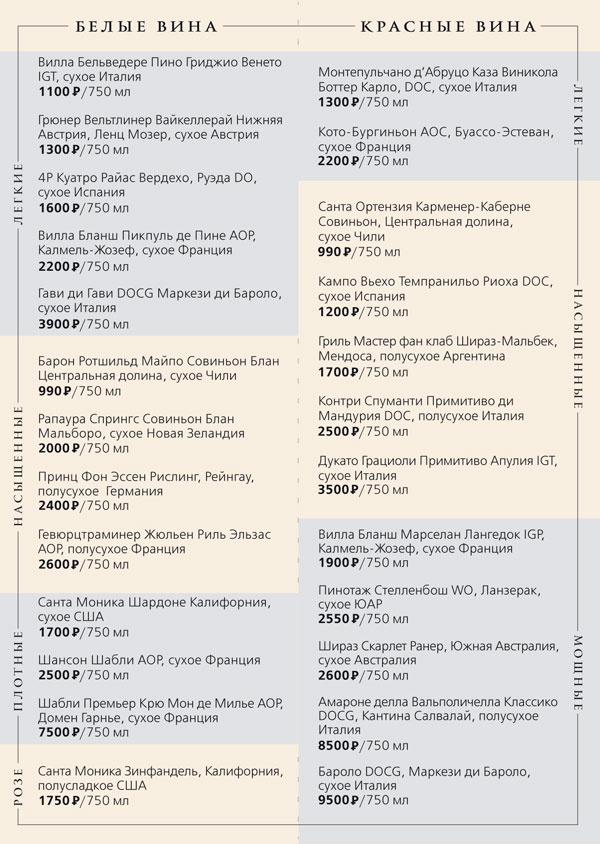 БЕЛЫЕ ВИНА
ЛЕГКИЕ
Вилла Бельведере Пино Гриджио Венето
IGT, сухое Италия
1100 ₽/750 мл
Грюнер Вельтлинер Вайкеллерай Нижняя
Австрия, Ленц Мозер, сухое Австрия
1300 ₽/750 мл
4Р Куатро Райас Вердехо, Руэда DO,
сухое Испания
1600 ₽/750 мл
Вилла Бланш Пикпуль де Пине АОР,
Калмель-Жозеф, сухое Франция
2200 ₽/750 мл
Гави ди Гави DOCG Маркези ди Бароло,
сухое Италия
3900 ₽/750 мл
НАСЫЩЕННЫЕ
Барон Ротшильд Майпо Совиньон Блан
Центральная долина, сухое Чили
990 ₽/750 мл
Рапаура Спрингс Совиньон Блан
Мальборо, сухое Новая Зеландия
2000 ₽/750 мл
Принц Фон Эссен Рислинг, Рейнгау,
полусухое Германия
2400 ₽/750 мл
Гевюрцтраминер Жюльен Риль Эльзас
АОР, полусухое Франция
2600 ₽/750 мл
ПЛОТНЫЕ
Санта Моника Шардоне Калифорния,
сухое США
1700 ₽/750 мл
Шансон Шабли АОР, сухое Франция
2500 ₽/750 мл
Шабли Премьер Крю Мон де Милье АОР,
Домен Гарнье, сухое Франция
7500 ₽/750 мл
РОЗЕ
Санта Моника Зинфандель, Калифорния,
полусладкое США
1750 ₽/750 мл
КРАСНЫЕ ВИНА
ЛЕГКИЕ
Монтепульчано д’Абруцо Каза Виникола
Боттер Карло, DOC, сухое Италия
1300 ₽/750 мл
Кото-Бургиньон АОС, Буассо-Эстеван,
сухое Франция
2200 ₽/750 мл
НАСЫЩЕННЫЕ
Санта Ортензия Карменер-Каберне
Совиньон, Центральная долина,
сухое Чили
990 ₽/750 мл
Кампо Вьехо Темпранильо Риоха DOC,
сухое Испания
1200 ₽/750 мл
Гриль Мастер фан клаб Шираз-Мальбек,
Мендоса, полусухое Аргентина
1700 ₽/750 мл
Контри Спуманти Примитиво ди
Мандурия DOC, полусухое Италия
2500 ₽/750 мл
Дукато Грациоли Примитиво Апулия IGT,
сухое Италия
3500 ₽/750 мл
МОЩНЫЕ
Вилла Бланш Марселан Лангедок IGP,
Калмель-Жозеф, сухое Франция
1900 ₽/750 мл
Пинотаж Стелленбош WO, Ланзерак,
сухое ЮАР
2550 ₽/750 мл
Шираз Скарлет Ранер, Южная Австралия,
сухое Австралия
2600 ₽/750 мл
Амароне делла Вальполичелла Классико
DOCG, Кантина Салвалай, полусухое
Италия
8500 ₽/750 мл
Бароло DOCG, Маркези ди Бароло,
сухое Италия
9500 ₽/750 мл